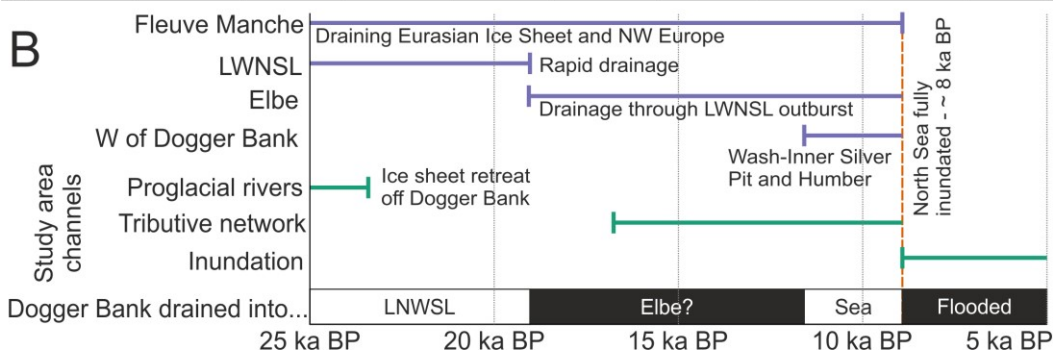 B
Fleuve Manche
Draining Eurasian Ice Sheet and NW Europe
LWNSL
Rapid drainage
Elbe
Drainage through LWNSL outburst
W of Dogger Bank
Wash-Inner Silver
Pit and Humber
North Sea fully
inundated - ~ 8 ka BP
Study area
channels
Proglacial rivers
Ice sheet retreat
off Dogger Bank
Tributive network
Inundation
Dogger Bank drained into...
LNWSL
Elbe?
Sea
Flooded
25 ka BP
20 ka BP
15 ka BP
10 ka BP
5 ka BP